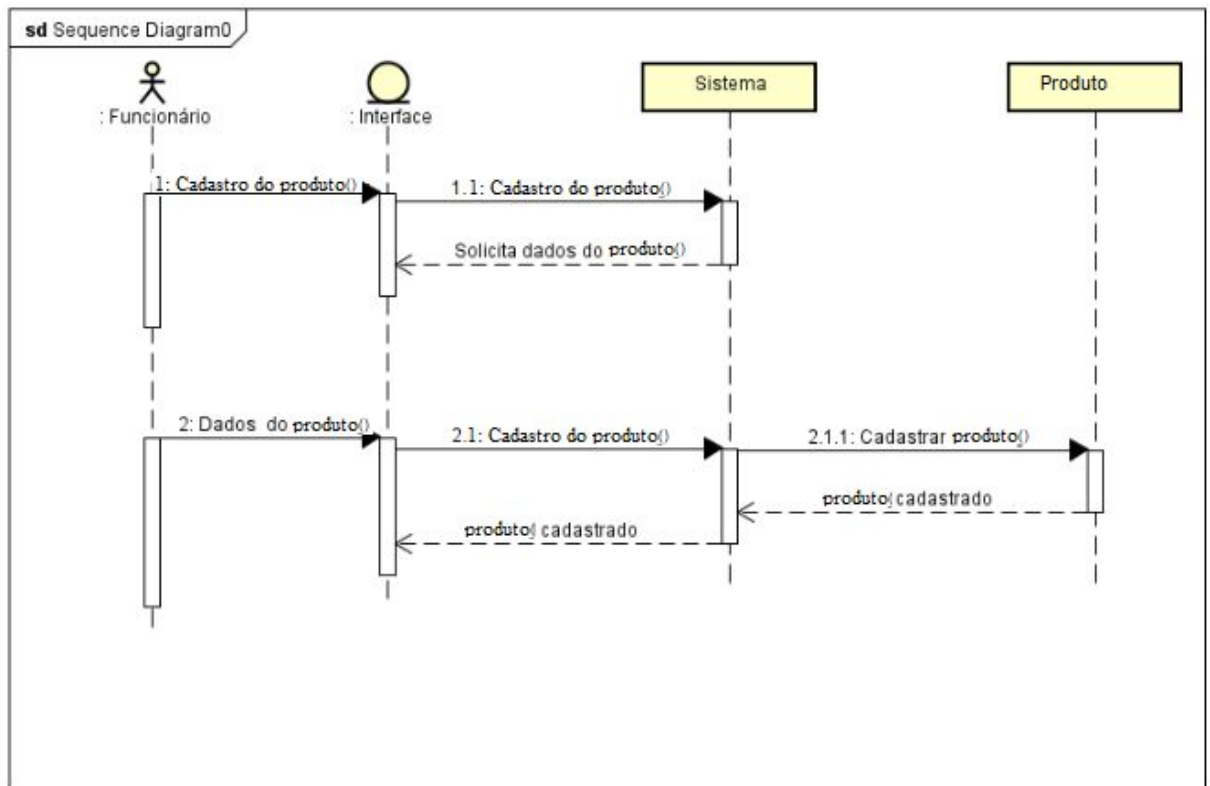 sd Sequence Diagram0
: Funcionário
: Interface
Sistema
Produto
1: Cadastro do produto()
1.1: Cadastro do produto()
Solicita dados do produto()
2: Dados do produto()
2.1: Cadastro do produto()
2.1.1: Cadastrar produto()
produto( cadastrado
produto( cadastrado